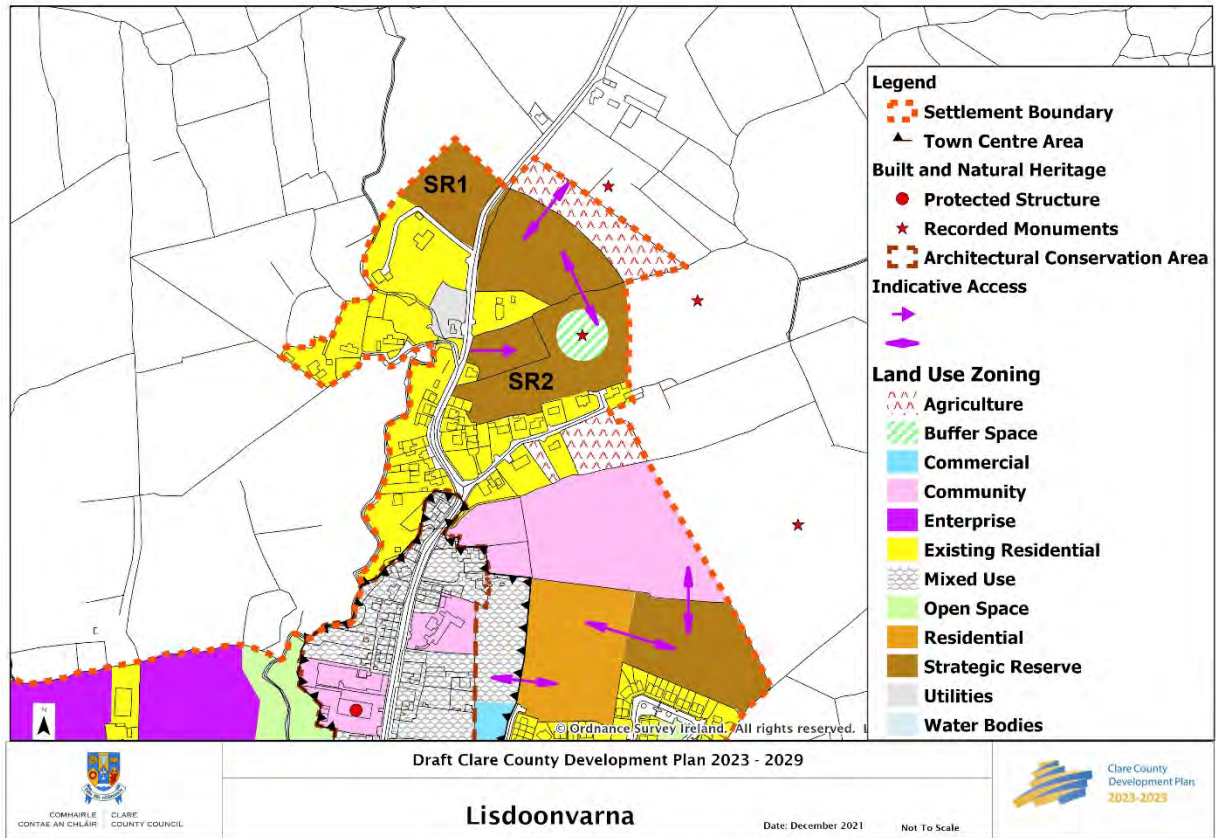 SR1
SR2
Legend
Settlement Boundary
Town Centre Area
Built and Natural Heritage
Protected Structure
Recorded Monuments
Architectural Conservation Area
Indicative Access
Land Use Zoning
Agriculture
Buffer Space
Commercial
Community
Enterprise
Existing Residential
Mixed Use
Open Space
Residential
Strategic Reserve
Utilities
Water Bodies
N
© Ordnance Survey Ireland. All rights reserved. L
COMHAIRLE CONTAE AN CHLÁIR
CLARE COUNTY COUNCIL
Draft Clare County Development Plan 2023 - 2029
Lisdoonvarna
Date: December 2021
Not To Scale
Clare County
Development Plan
2023-2029